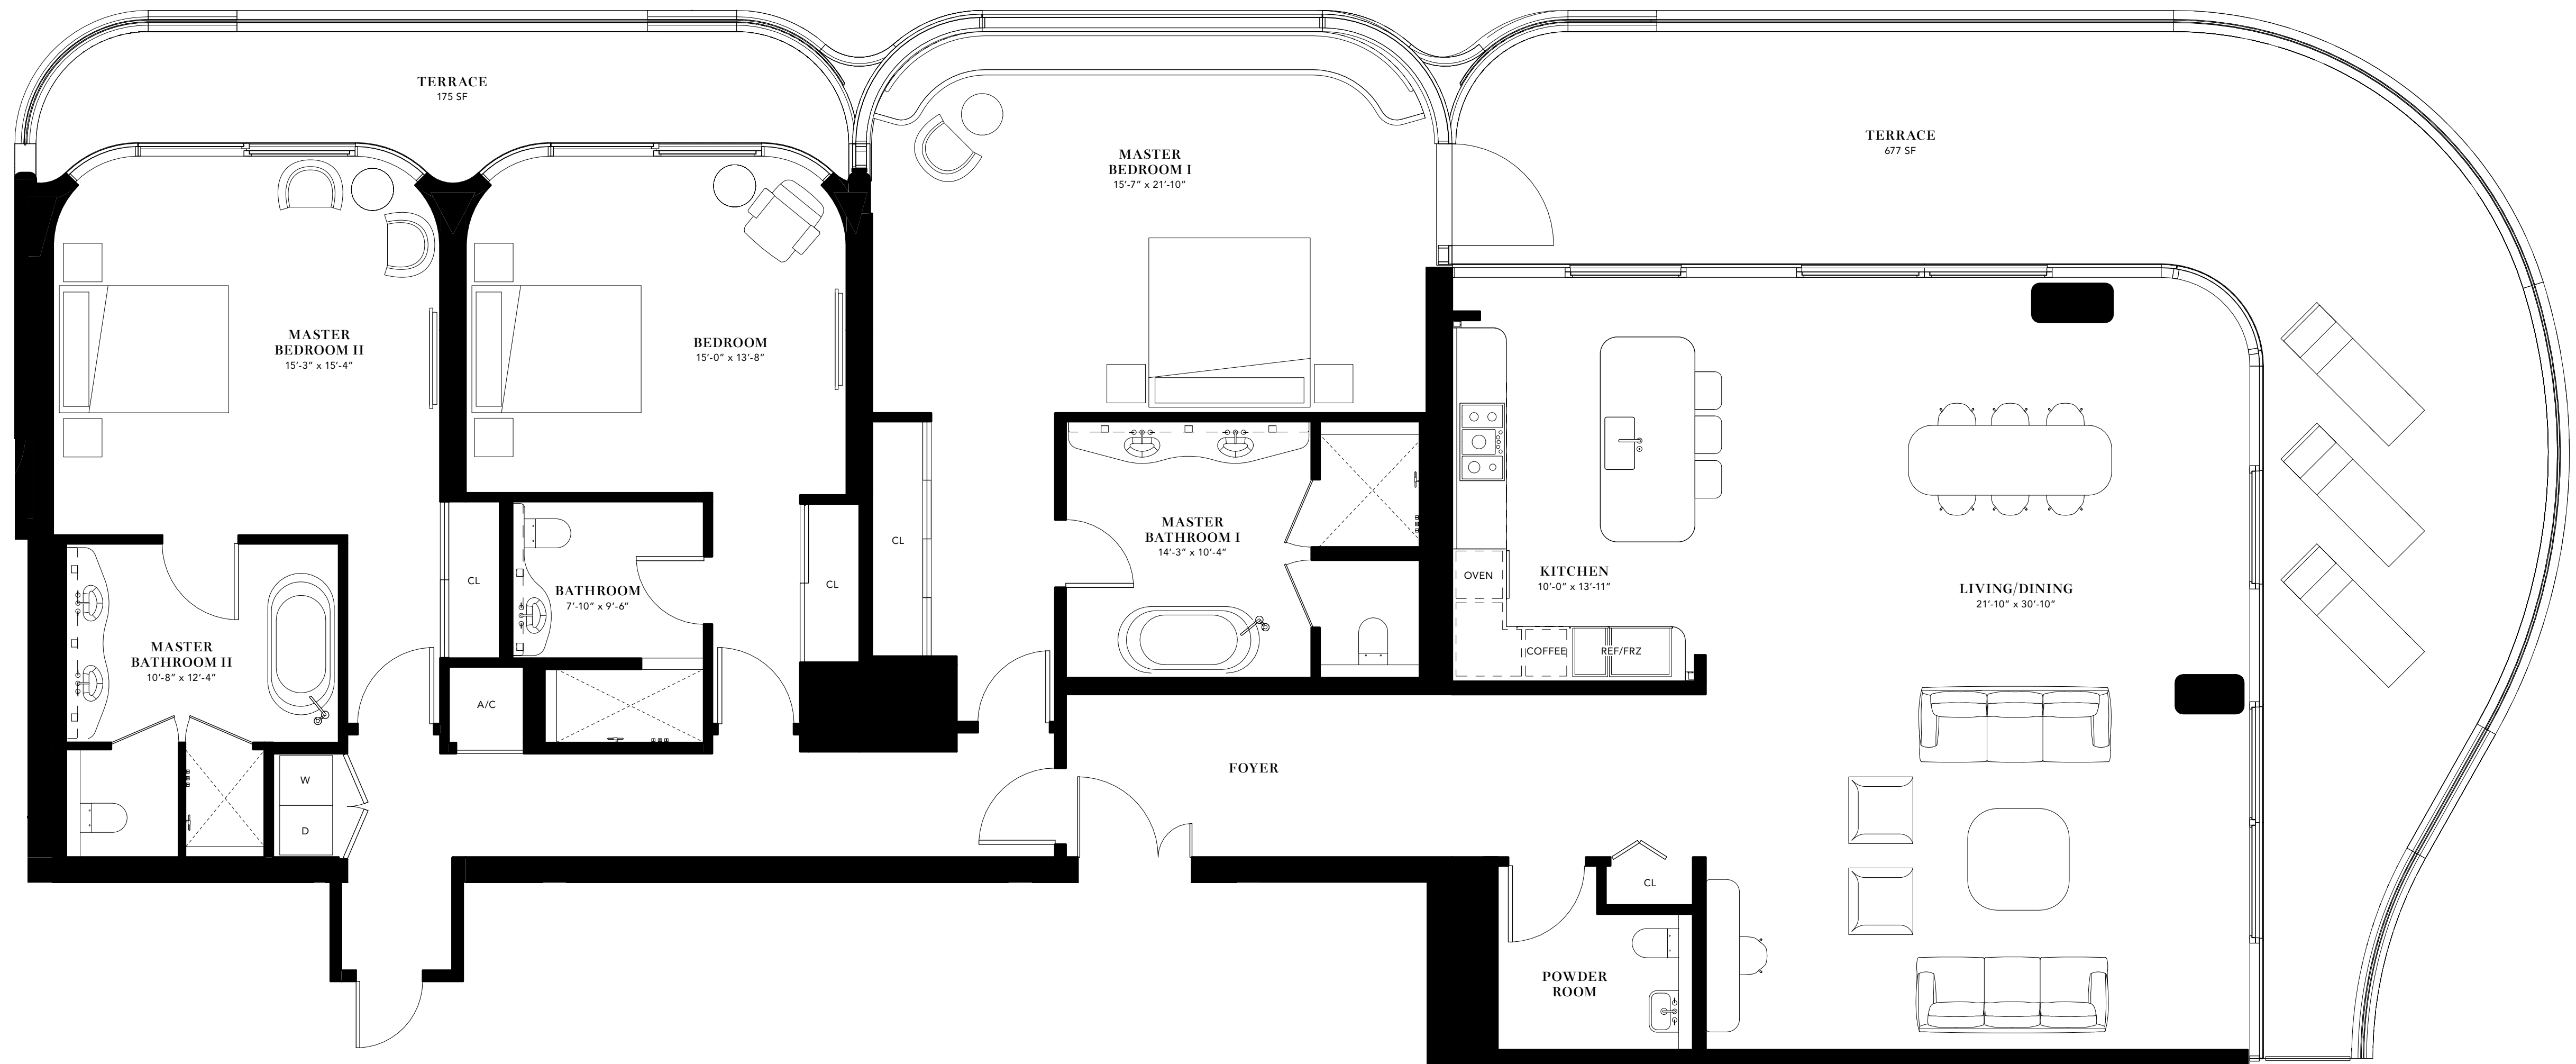 TERRACE
175 SF
TERRACE
677 SF
MASTER
BEDROOM I
15'-7" x 21'-10"
MASTER
BEDROOM II
15'-3" x 15'-4"
BEDROOM
15'-0" x 13'-8"
CL
MASTER
BATHROOM I
14'-3" x 10'-4"
CL
CL
BATHROOM
7'-10" x 9'-6"
OVEN
KITCHEN
10'-0" x 13'-11"
LIVING/DINING
21'-10" x 30'-10"
MASTER
BATHROOM II
10'-8" x 12'-4"
COFFEE
REF/FRZ
A/C
W
D
FOYER
CL
POWDER
ROOM